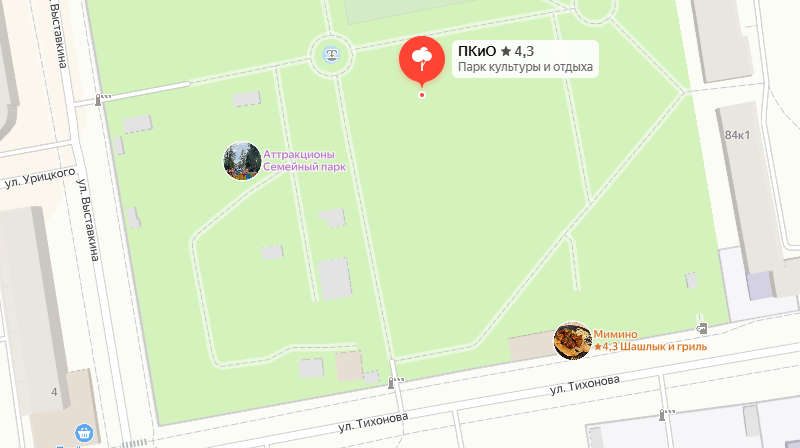 ул. Выставкина
ПКиО ★ 4,3
Парк культуры и отдыха
84к1
Аттракционы
Семейный парк
ул. Урицкого
ул. Выставкина
Мимино
★4,3 Шашлык и гриль
ул. Тихонова
4
ул. Тихонова